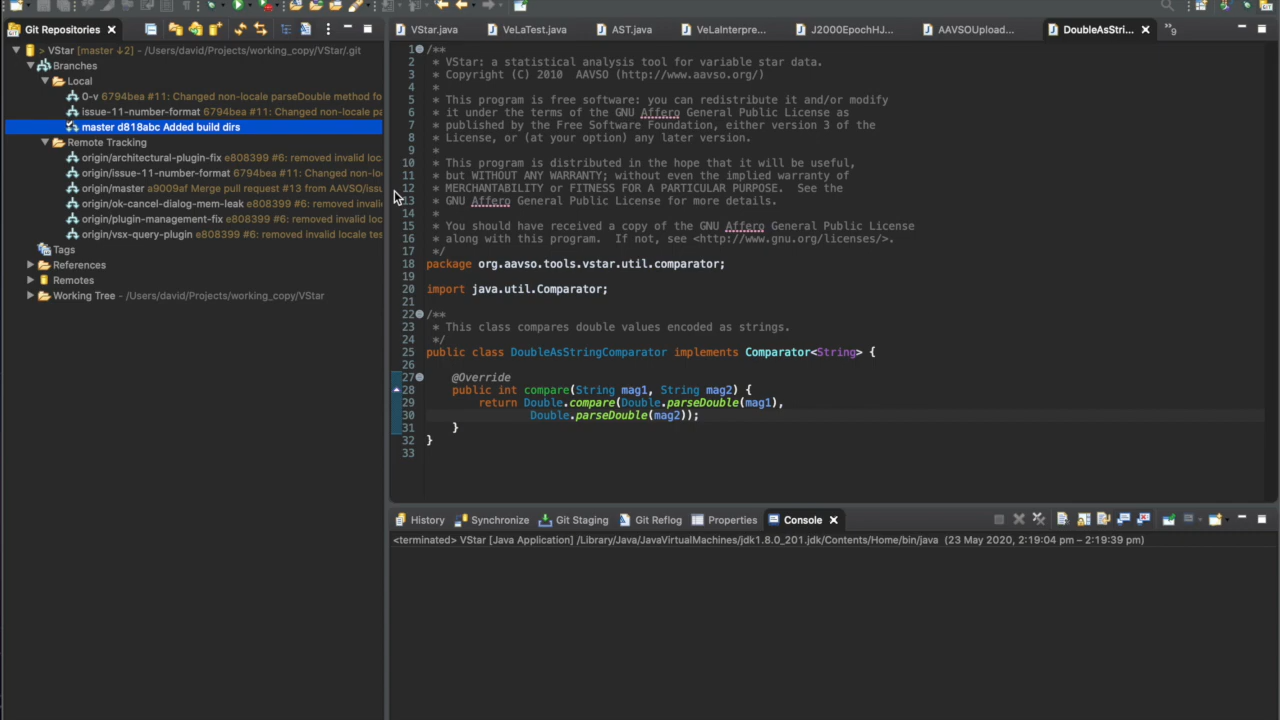 Git Repositories
VStar.java
VeLaTest.java
AST.java
VeLaInterpre...
J2000EpochHJ...
AAVSOUpload...
DoubleAsStri...
9
> VStar [master ↓2] - /Users/david/Projects/working_copy/VStar/.git
Branches
Local
0-v 6794bea #11: Changed non-locale parseDouble method fo
issue-11-number-format 6794bea #11: Changed non-locale pa
master d818abc Added build dirs
Remote Tracking
origin/architectural-plugin-fix e808399 #6: removed invalid loc
origin/issue-11-number-format 6794bea #11: Changed non-loc
origin/master a9009af Merge pull request #13 from AAVSO/issu
origin/ok-cancel-dialog-mem-leak e808399 #6: removed invali
origin/plugin-management-fix e808399 #6: removed invalid loc
origin/vsx-query-plugin e808399 #6: removed invalid locale tes
Tags
References
Remotes
Working Tree - /Users/david/Projects/working_copy/VStar
1 /**
2 * VStar: a statistical analysis tool for variable star data.
3 * Copyright (C) 2010 AAVSO (http://www.aavso.org/)
4 *
5 * This program is free software: you can redistribute it and/or modify
6 * it under the terms of the GNU Affero General Public License as
7 * published by the Free Software Foundation, either version 3 of the
8 * License, or (at your option) any later version.
9 *
10 * This program is distributed in the hope that it will be useful,
11 * but WITHOUT ANY WARRANTY; without even the implied warranty of
12 * MERCHANTABILITY or FITNESS FOR A PARTICULAR PURPOSE. See the
13 * GNU Affero General Public License for more details.
14 *
15 * You should have received a copy of the GNU Affero General Public License
16 * along with this program. If not, see <http://www.gnu.org/licenses/>.
17 */
18 package org.aavso.tools.vstar.util.comparator;
19
20 import java.util.Comparator;
21
22 /**
23 * This class compares double values encoded as strings.
24 */
25 public class DoubleAsStringComparator implements Comparator<String> {
26
27 @Override
28 public int compare(String mag1, String mag2) {
29 return Double.compare(Double.parseDouble(mag1),
30 Double.parseDouble(mag2));
31 }
32 }
33
History
Synchronize
Git Staging
Git Reflog
Properties
Console
<terminated> VStar [Java Application] /Library/Java/JavaVirtualMachines/jdk1.8.0_201.jdk/Contents/Home/bin/java (23 May 2020, 2:19:04 pm – 2:19:39 pm)